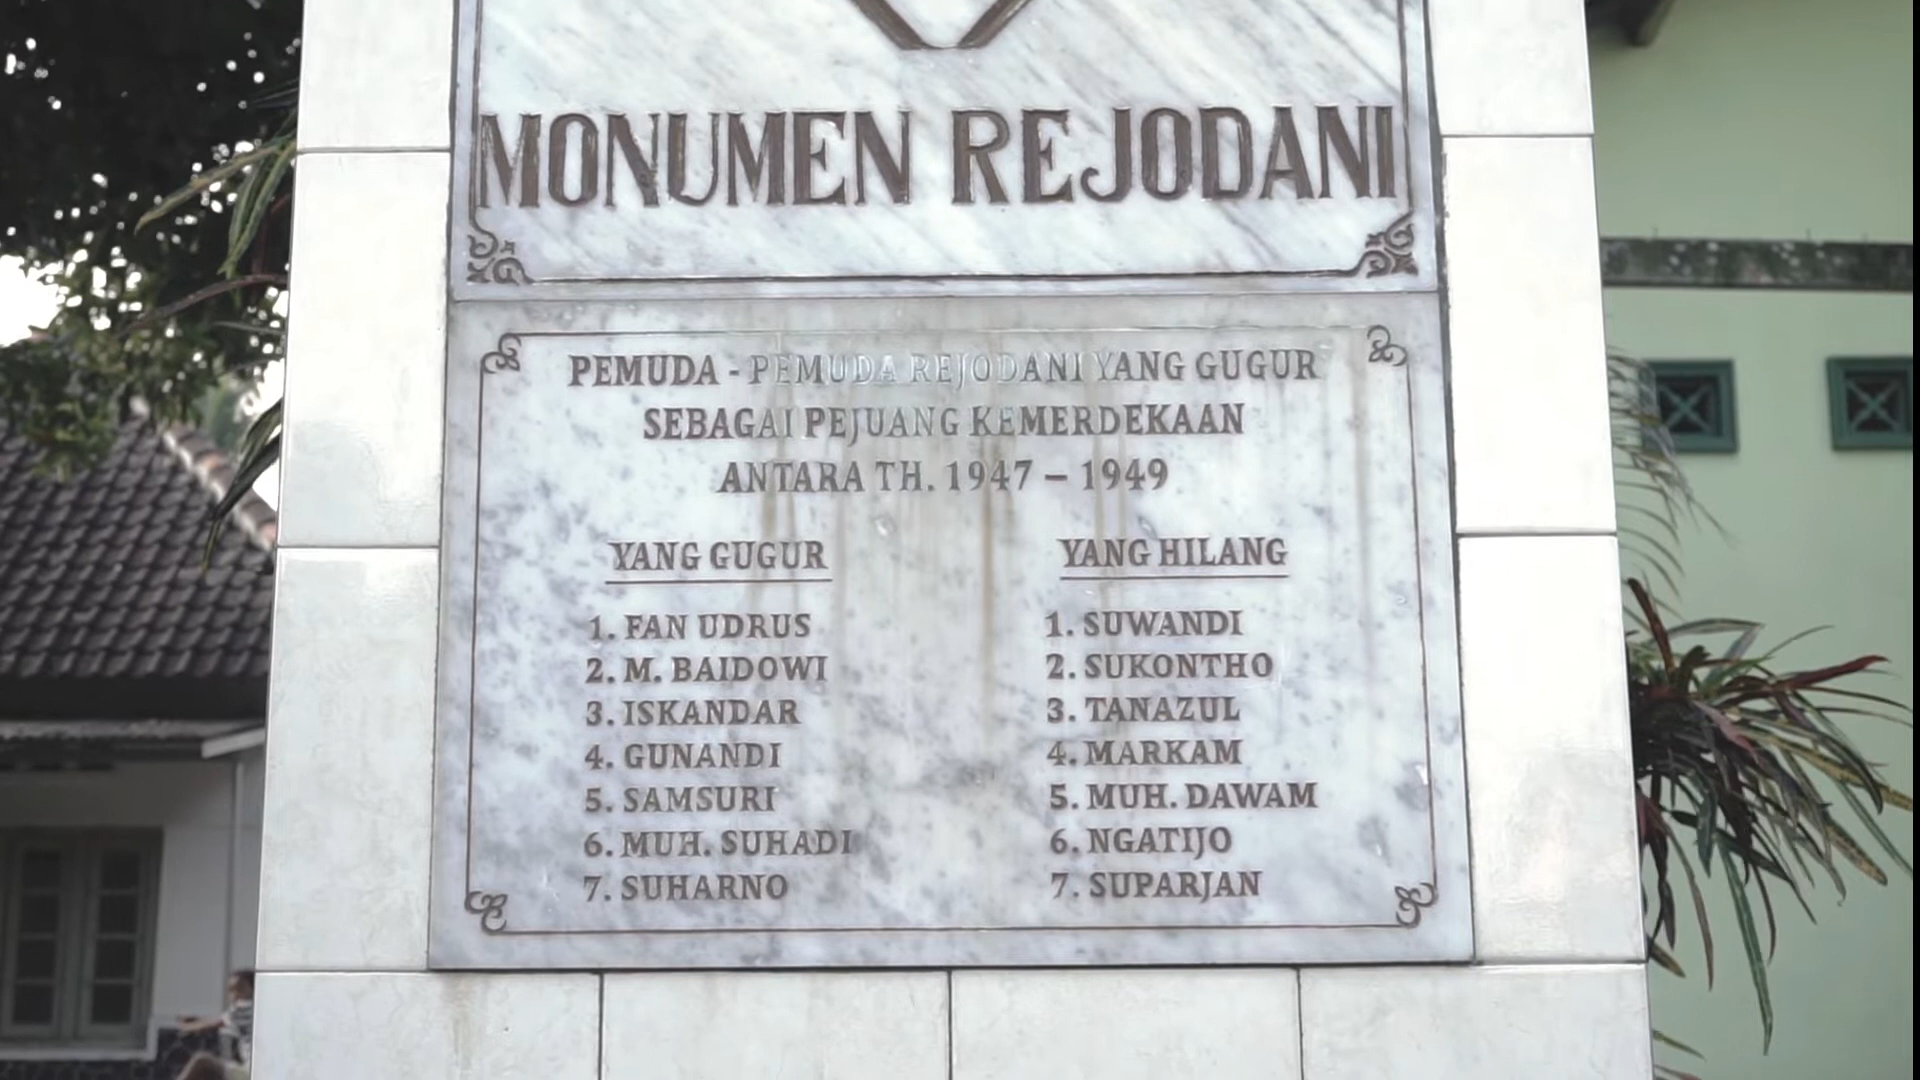 MONUMEN REJODANI
PEMUDA - PEMUDA REJODANI YANG GUGUR
SEBAGAI PEJUANG KEMERDEKAAN
ANTARA TH. 1947 – 1949
YANG GUGUR
1. FAN UDRUS
2. M. BAIDOWI
3. ISKANDAR
4. GUNANDI
5. SAMSURI
6. MUH. SUHADI
7. SUHARNO
YANG HILANG
1. SUWANDI
2. SUKONTHO
3. TANAZUL
4. MARKAM
5. MUH. DAWAM
6. NGATIJO
7. SUPARJAN